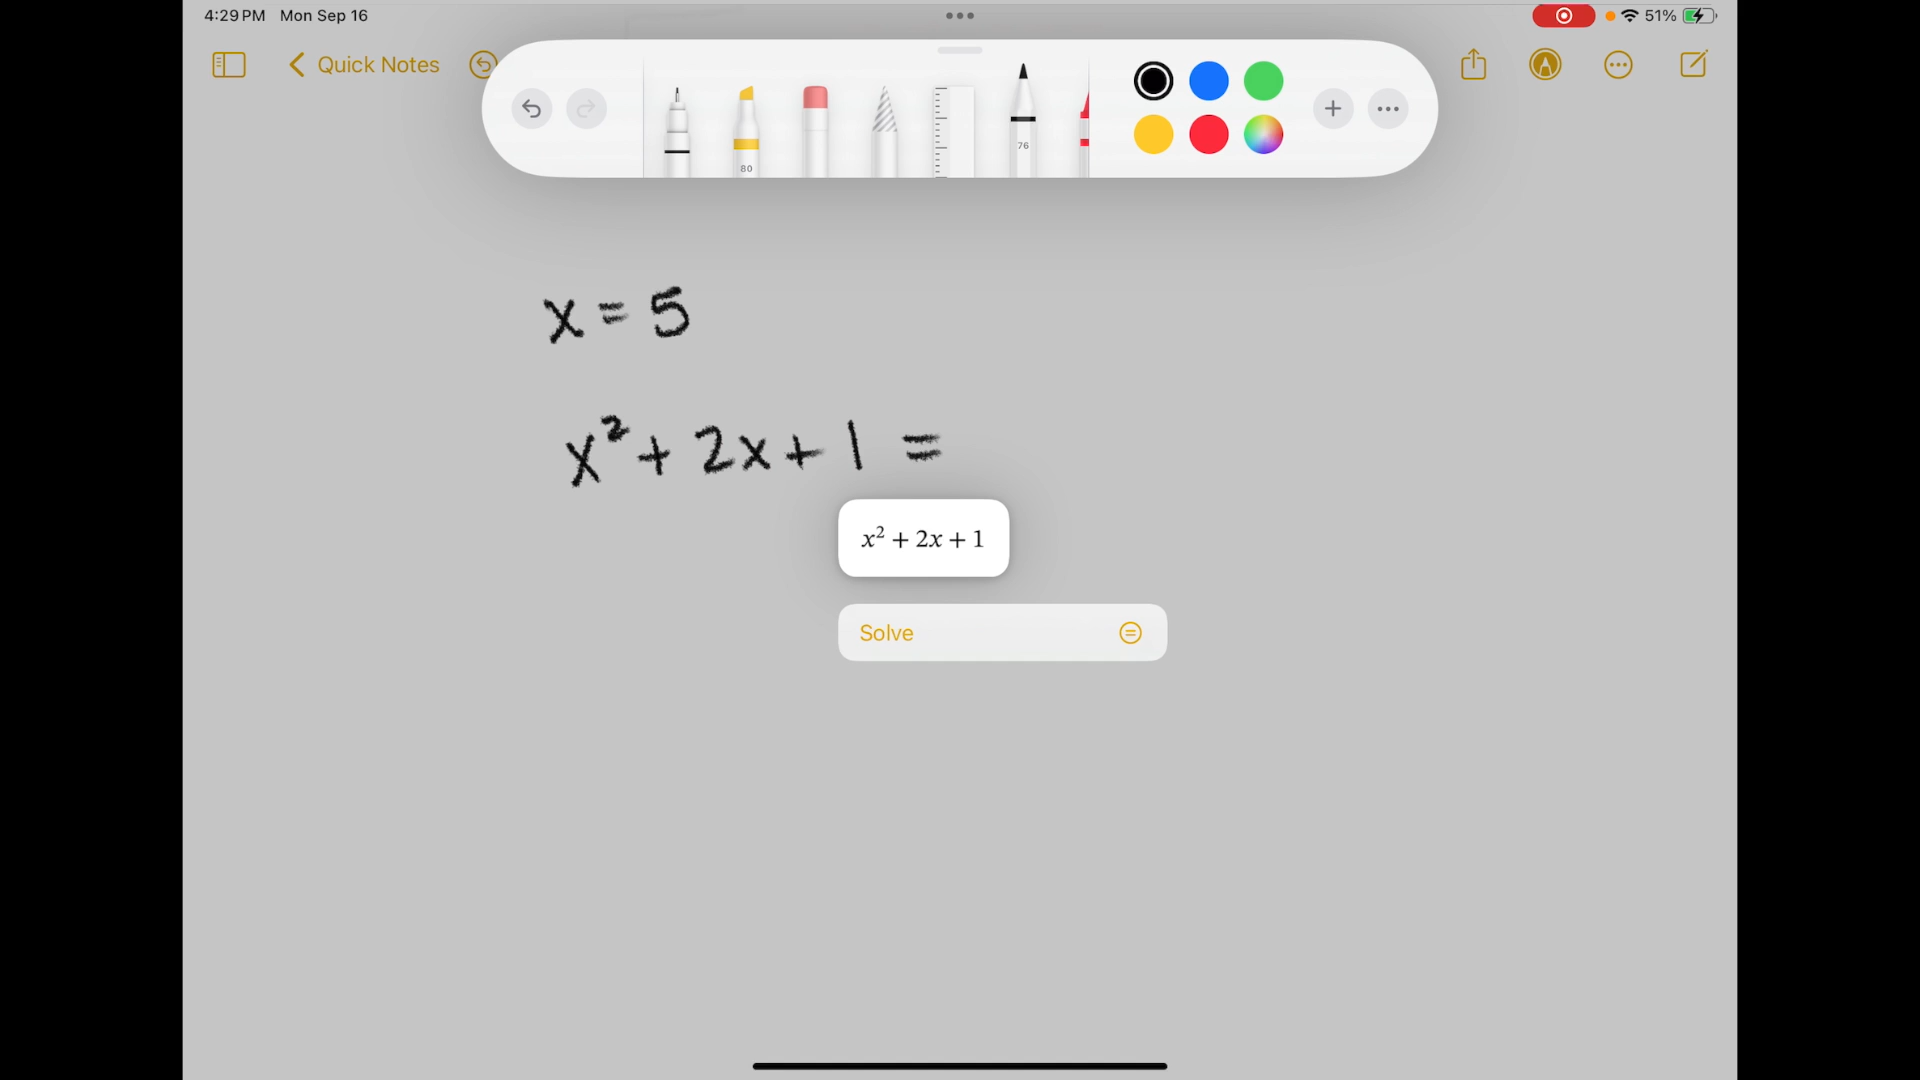 4:29 PM Mon Sep 16
51%
Quick Notes
80
76
x = 5
x² + 2x + 1 =
x² + 2x + 1
Solve